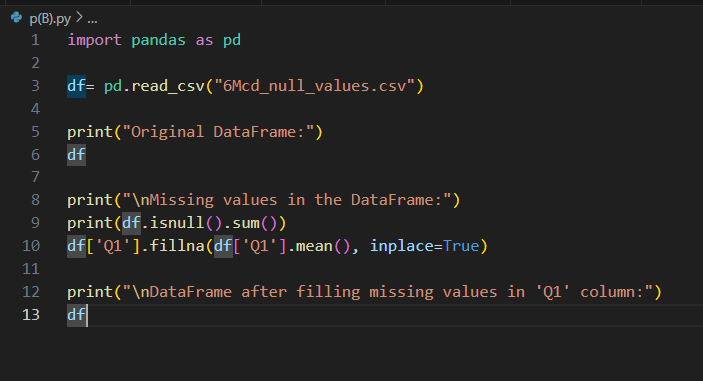 p(B).py > ...
1 import pandas as pd
2
3 df= pd.read_csv("6Mcd_null_values.csv")
4
5 print("Original DataFrame:")
6 df
7
8 print("\nMissing values in the DataFrame:")
9 print(df.isnull().sum())
10 df['Q1'].fillna(df['Q1'].mean(), inplace=True)
11
12 print("\nDataFrame after filling missing values in 'Q1' column:")
13 df